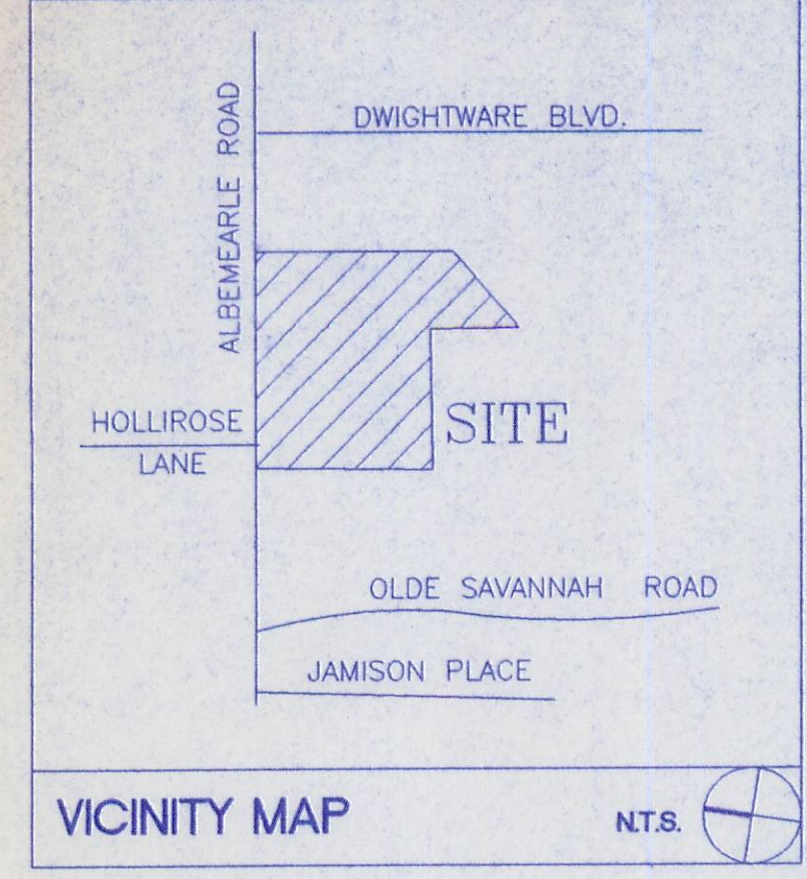 DWIGHTWARE BLVD.
ALBEMEARLE ROAD
HOLLIROSE
LANE
SITE
OLDE SAVANNAH ROAD
JAMISON PLACE
VICINITY MAP
N.T.S.